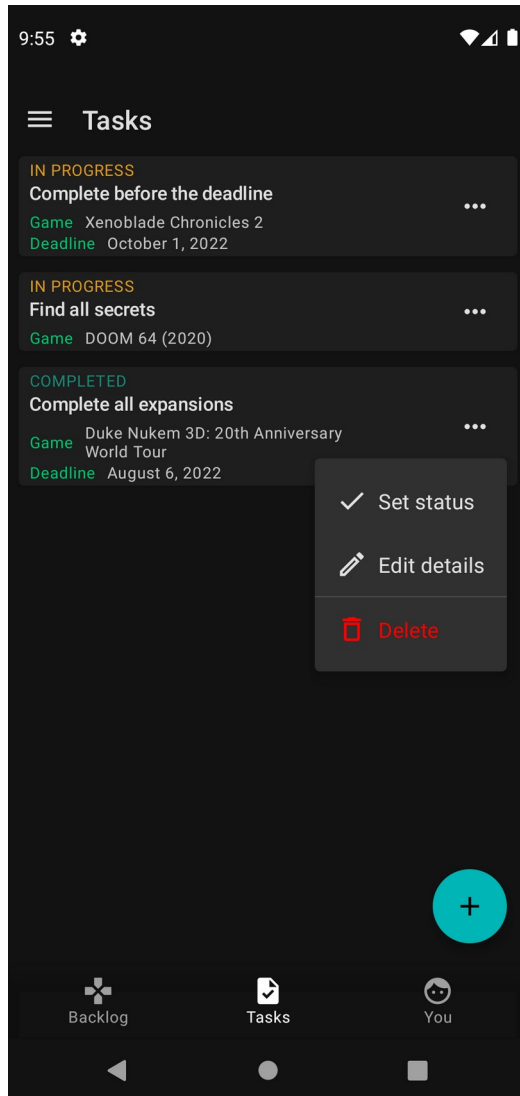 9:55
Tasks
IN PROGRESS
Complete before the deadline
Game Xenoblade Chronicles 2
Deadline October 1, 2022
IN PROGRESS
Find all secrets
Game DOOM 64 (2020)
COMPLETED
Complete all expansions
Game Duke Nukem 3D: 20th Anniversary
World Tour
Deadline August 6, 2022
Set status
Edit details
Delete
Backlog
Tasks
You